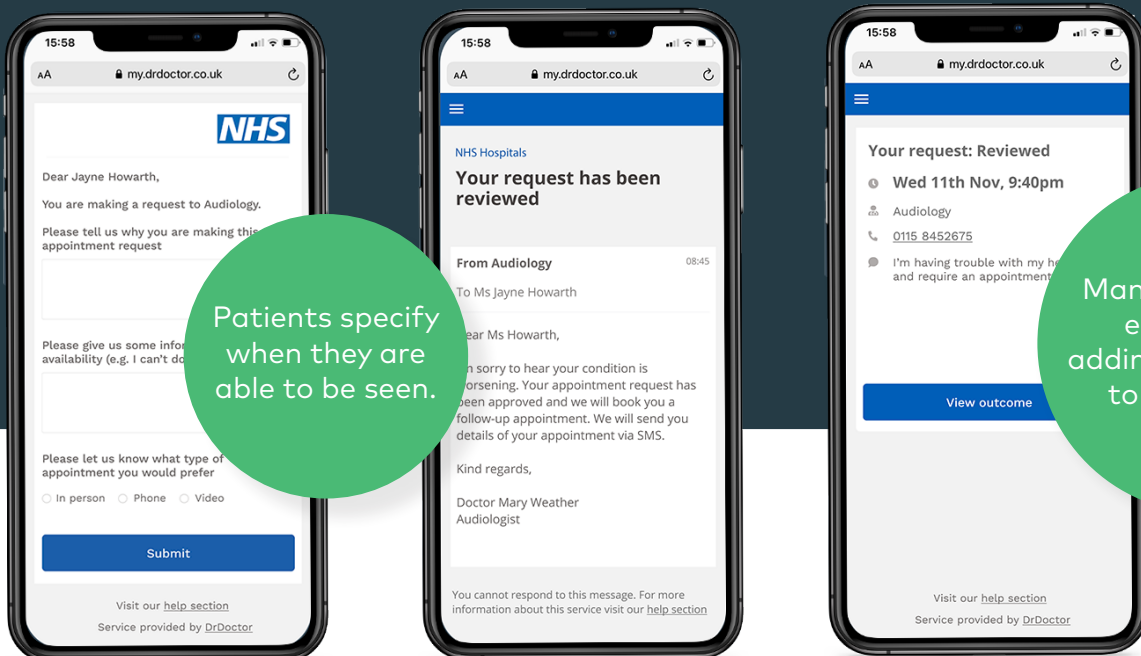 15:58
AA my.drdoctor.co.uk
NHS
Dear Jayne Howarth,
You are making a request to Audiology.
Please tell us why you are making this
appointment request
Please give us some
availability (e.g. I can't
Please let us know what type of
appointment you would prefer
In person Phone Video
Submit
Visit our help section
Service provided by DrDoctor
Patients specify
when they are
able to be seen.
15:58
AA my.drdoctor.co.uk
NHS Hospitals
Your request has been
reviewed
From Audiology 08:45
To Ms Jayne Howarth
Ms Howarth,
sorry to hear your condition is
Your appointment request has
been approved and we will book you a
follow-up appointment. We will send you
details of your appointment via SMS.
Kind regards,
Doctor Mary Weather
Audiologist
You cannot respond to this message. For more
information about this service visit our help section
15:58
AA my.drdoctor.co.uk
Your request: Reviewed
Wed 11th Nov, 9:40pm
Audiology
0115 8452675
I'm having trouble with my
and require an appointment
View outcome
Visit our help section
Service provided by DrDoctor
to